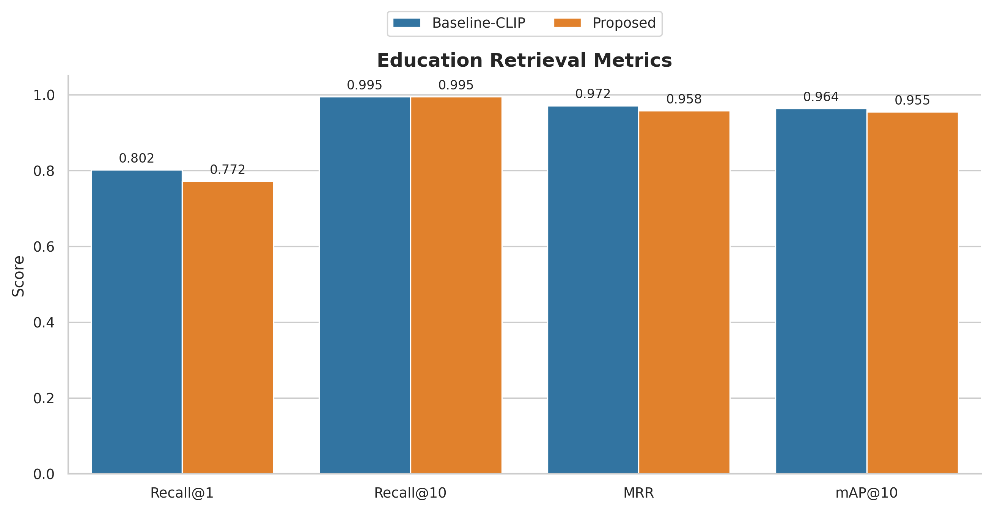 Baseline-CLIP Proposed
Education Retrieval Metrics
Score
1.0
0.8
0.6
0.4
0.2
0.0
0.802 0.772 0.995 0.995 0.972 0.958 0.964 0.955
Recall@1 Recall@10 MRR mAP@10